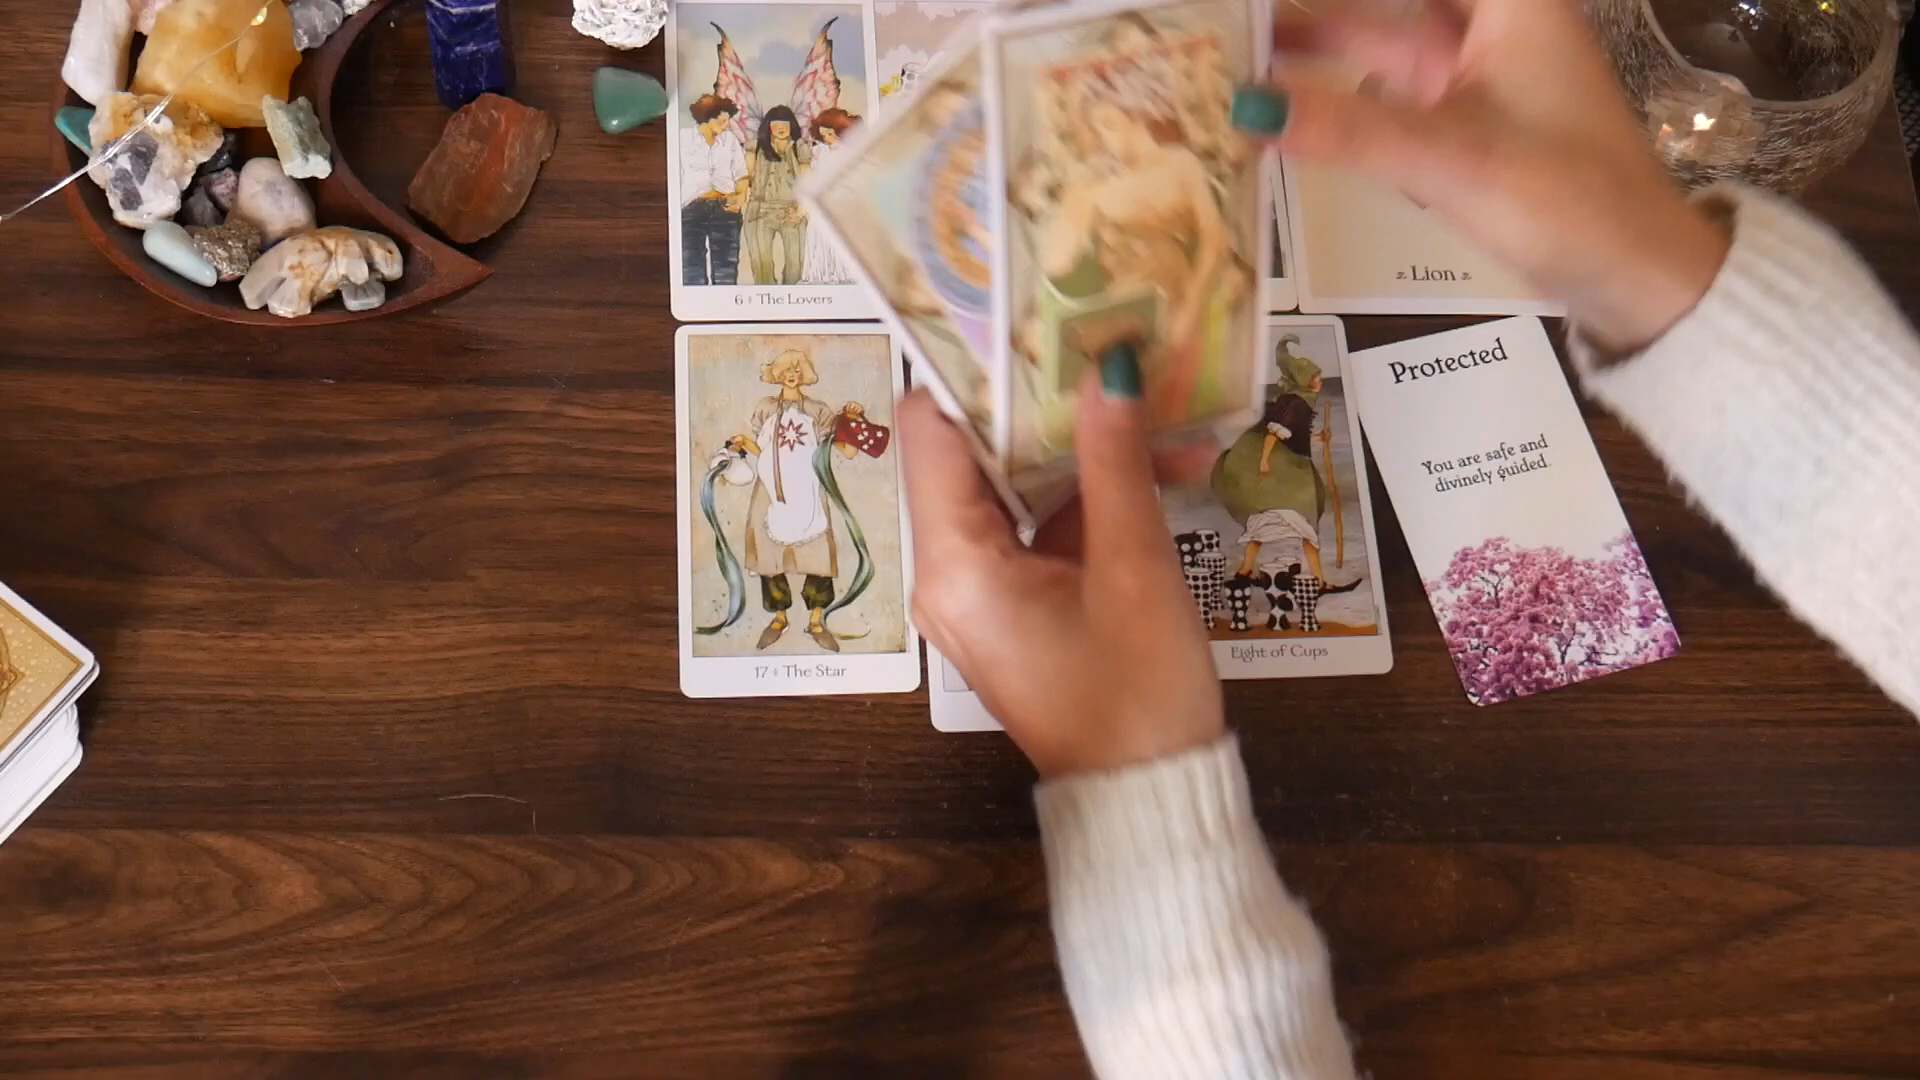 6 ♦ The Lovers
Lion
17 ♦ The Star
Eight of Cups
Protected
You are safe and
divinely guided.